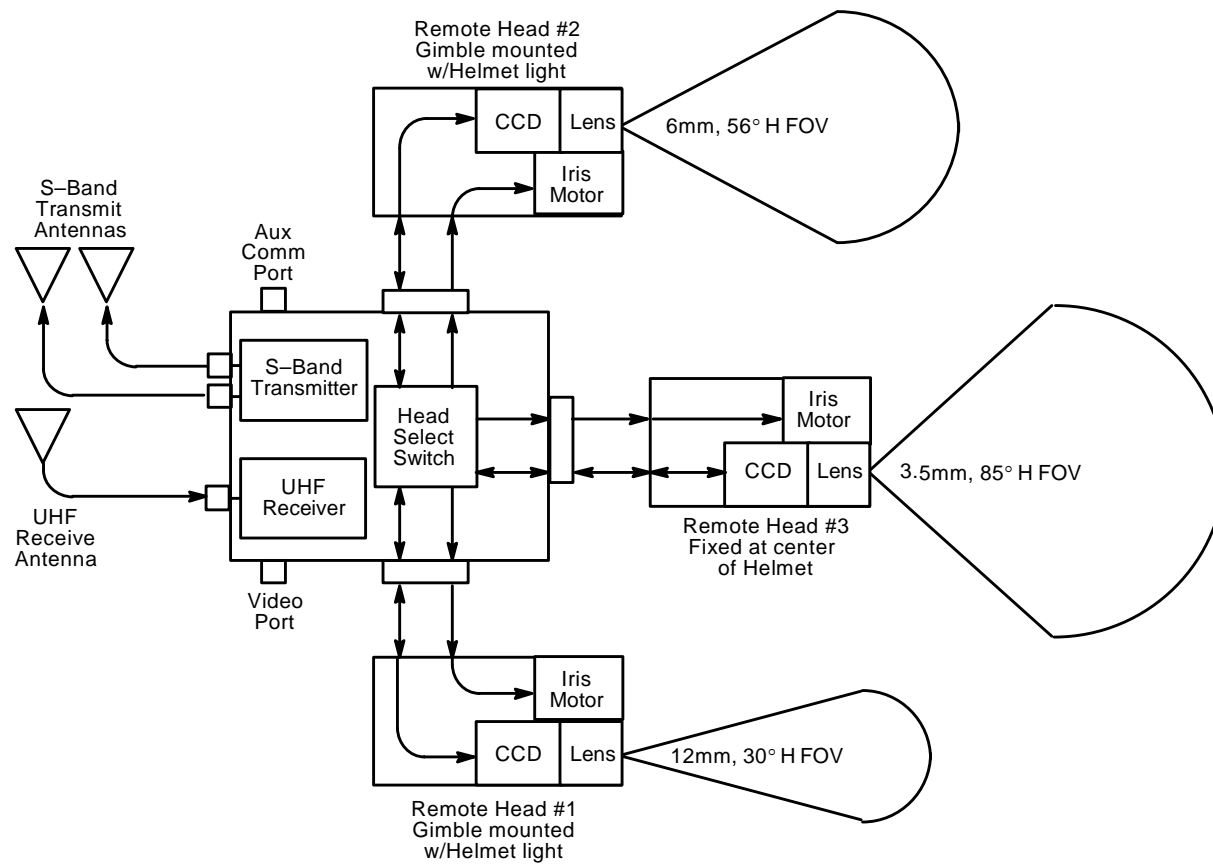 Remote Head #2
Gimble mounted
w/Helmet light
CCD
Lens
6mm, 56° H FOV
Iris
Motor
S–Band
Transmit
Antennas
Aux
Comm
Port
S–Band
Transmitter
Head
Select
Switch
Iris
Motor
CCD
Lens
3.5mm, 85° H FOV
UHF
Receiver
UHF
Receive
Antenna
Remote Head #3
Fixed at center
of Helmet
Video
Port
Iris
Motor
CCD
Lens
12mm, 30° H FOV
Remote Head #1
Gimble mounted
w/Helmet light